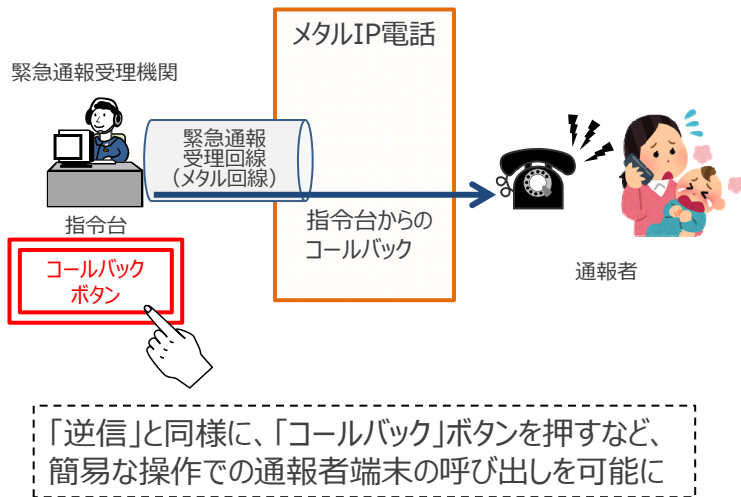 メタルIP電話
緊急通報受理機関
緊急通報
受理回線
（メタル回線）
指令台
指令台からの
コールバック
通報者
コールバック
ボタン
「逆信」と同様に、「コールバック」ボタンを押すなど、
簡易な操作での通報者端末の呼び出しを可能に